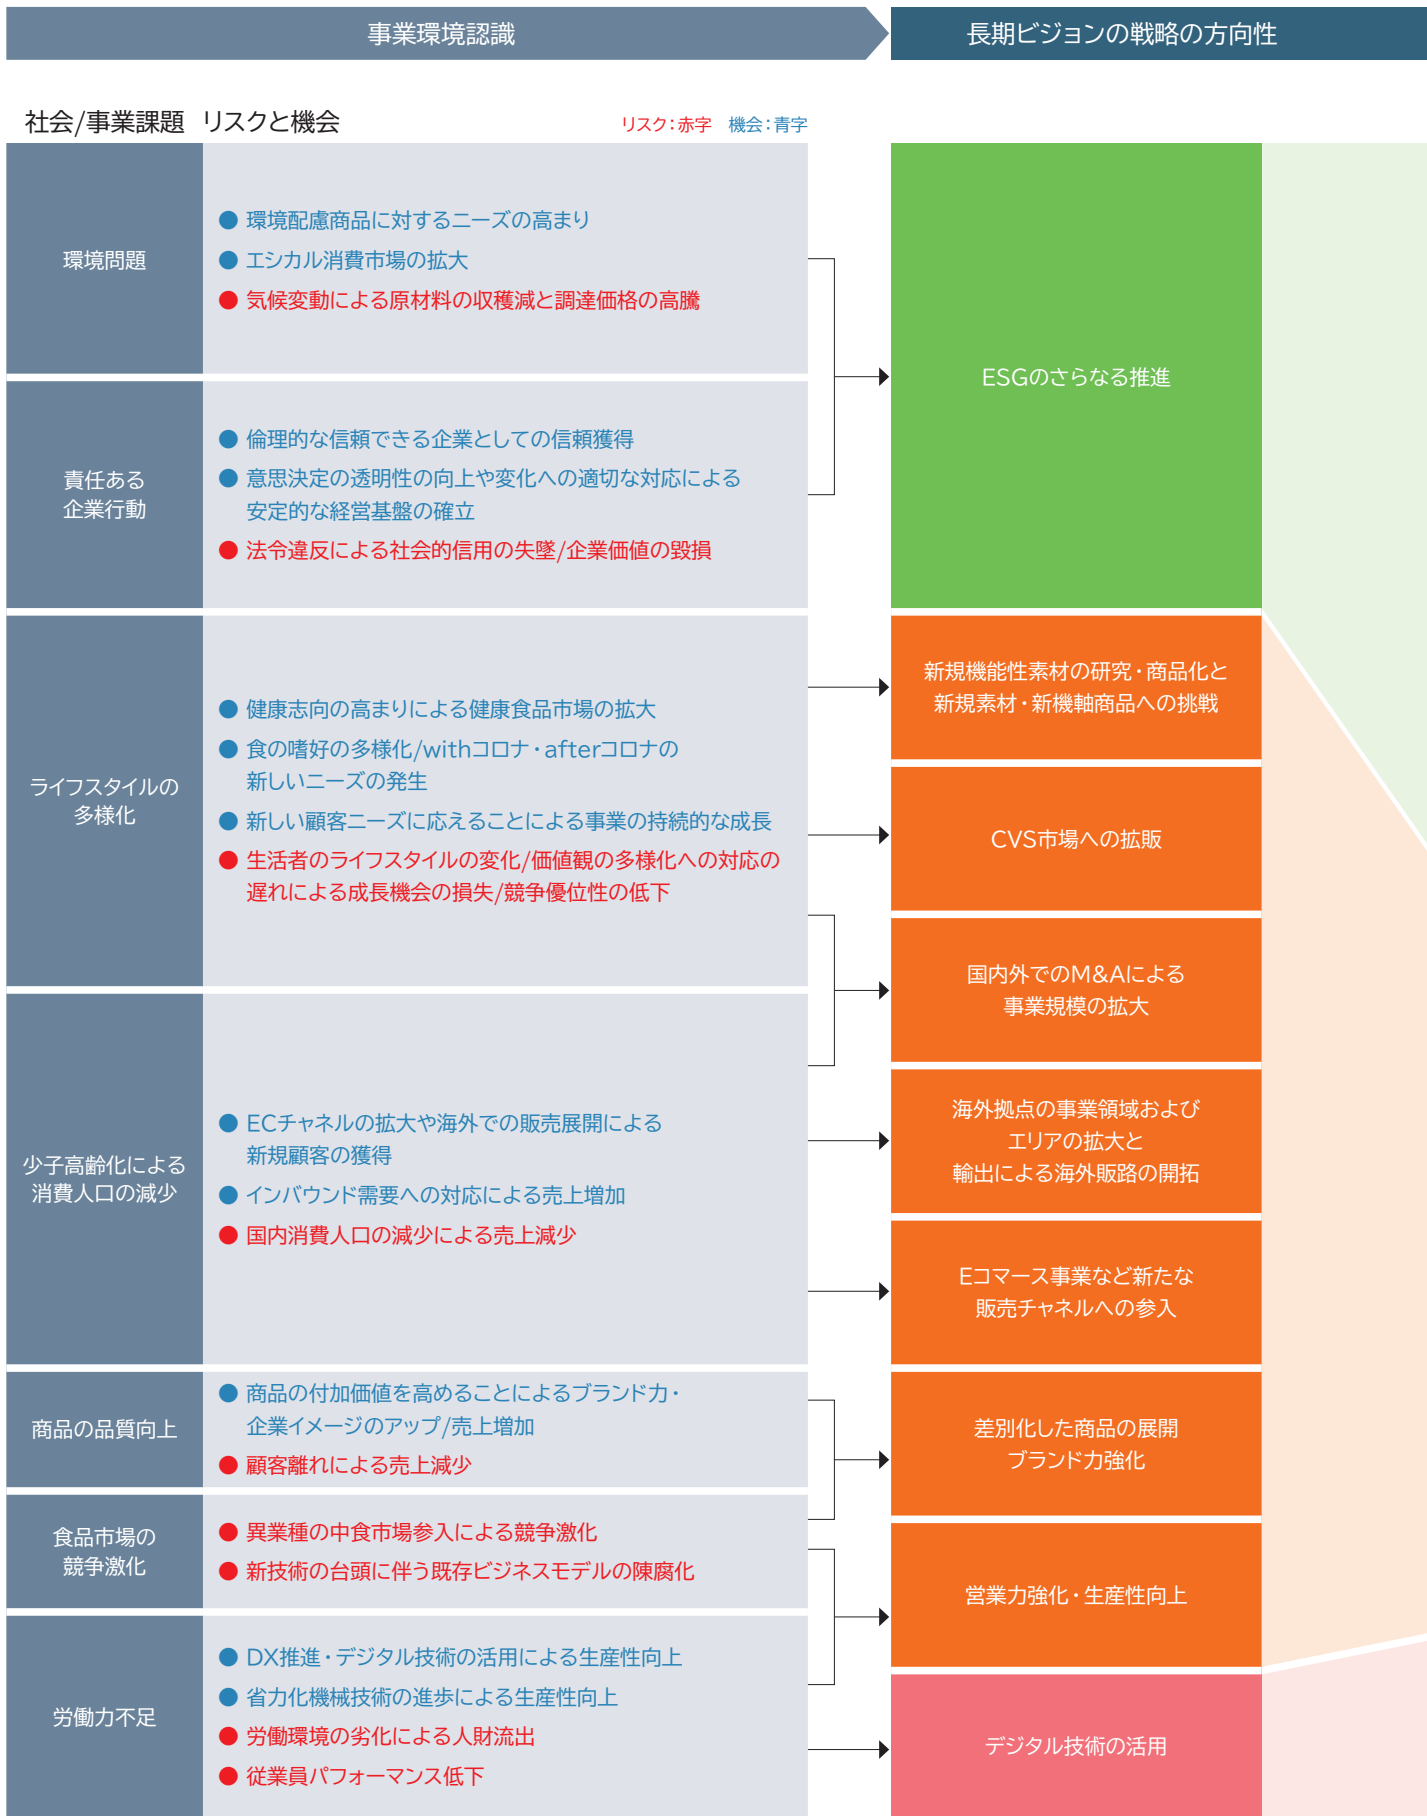 事業環境認識
長期ビジョンの戦略の方向性
社会/事業課題
リスクと機会
リスク：赤字 機会：青字
環境問題
● 環境配慮商品に対するニーズの高まり
● エシカル消費市場の拡大
● 気候変動による原材料の収穫減と調達価格の高騰
責任ある
企業行動
● 倫理的な信頼できる企業としての信頼獲得
● 意思決定の透明性の向上や変化への適切な対応による
安定的な経営基盤の確立
● 法令違反による社会的信用の失墜/企業価値の毀損
ESGのさらなる推進
ライフスタイルの
多様化
● 健康志向の高まりによる健康食品市場の拡大
● 食の嗜好の多様化/withコロナ・afterコロナの
新しいニーズの発生
● 新しい顧客ニーズに応えることによる事業の持続的な成長
● 生活者のライフスタイルの変化/価値観の多様化への対応の
遅れによる成長機会の損失/競争優位性の低下
新規機能性素材の研究・商品化と
新規素材・新機軸商品への挑戦
CVS市場への拡販
国内外でのM&Aによる
事業規模の拡大
少子高齢化による
消費人口の減少
● ECチャネルの拡大や海外での販売展開による
新規顧客の獲得
● インバウンド需要への対応による売上増加
● 国内消費人口の減少による売上減少
海外拠点の事業領域および
エリアの拡大と
輸出による海外販路の開拓
Eコマース事業など新たな
販売チャネルへの参入
商品の品質向上
● 商品の付加価値を高めることによるブランド力・
企業イメージのアップ/売上増加
● 顧客離れによる売上減少
差別化した商品の展開
ブランド力強化
食品市場の
競争激化
● 異業種の中食市場参入による競争激化
● 新技術の台頭に伴う既存ビジネスモデルの陳腐化
営業力強化・生産性向上
労働力不足
● DX推進・デジタル技術の活用による生産性向上
● 省力化機械技術の進歩による生産性向上
● 労働環境の劣化による人財流出
● 従業員パフォーマンス低下
デジタル技術の活用